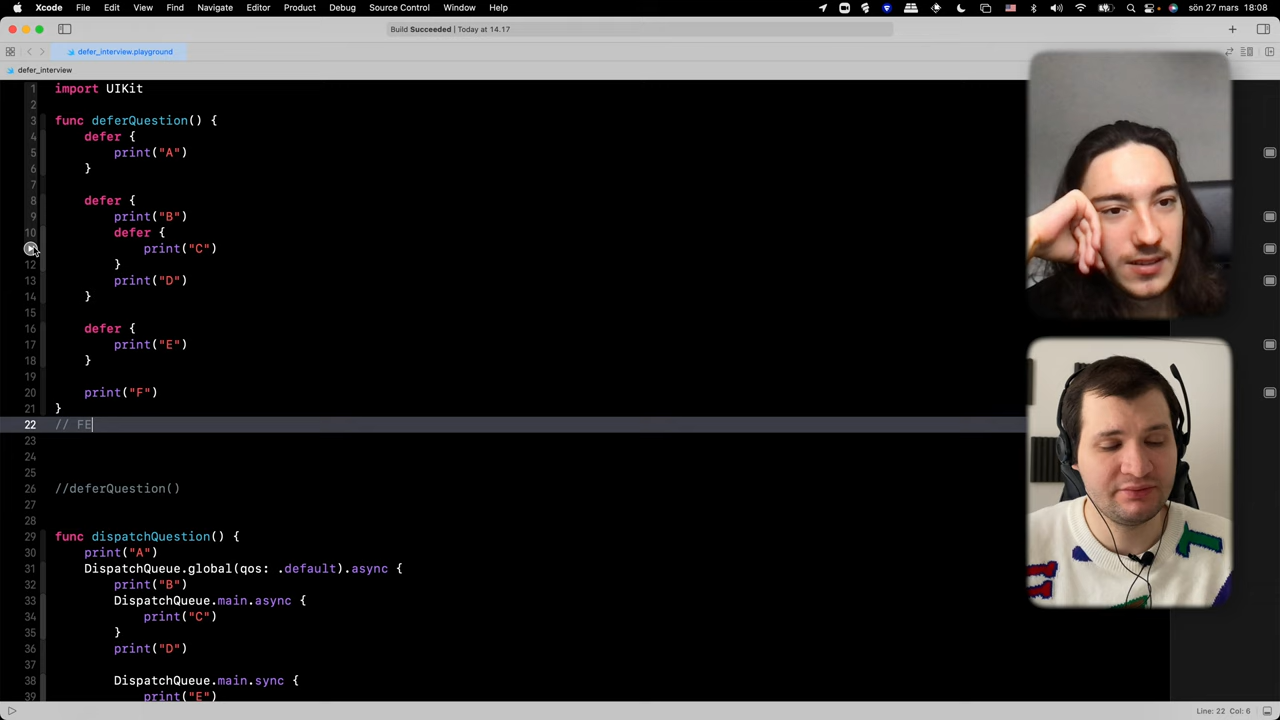 Xcode File Edit View Find Navigate Editor Product Debug Source Control Window Help sön 27 mars 18:08
Build Succeeded | Today at 14.17
defer_interview.playground
defer_interview
1 import UIKit
2
3 func deferQuestion() {
4 defer {
5 print("A")
6 }
7
8 defer {
9 print("B")
10 defer {
print("C")
12 }
13 print("D")
14 }
15
16 defer {
17 print("E")
18 }
19
20 print("F")
21 }
22 // FE
23
24
25
26 //deferQuestion()
27
28
29 func dispatchQuestion() {
30 print("A")
31 DispatchQueue.global(qos: .default).async {
32 print("B")
33 DispatchQueue.main.async {
34 print("C")
35 }
36 print("D")
37
38 DispatchQueue.main.sync {
39 print("E")
Line: 22 Col: 6